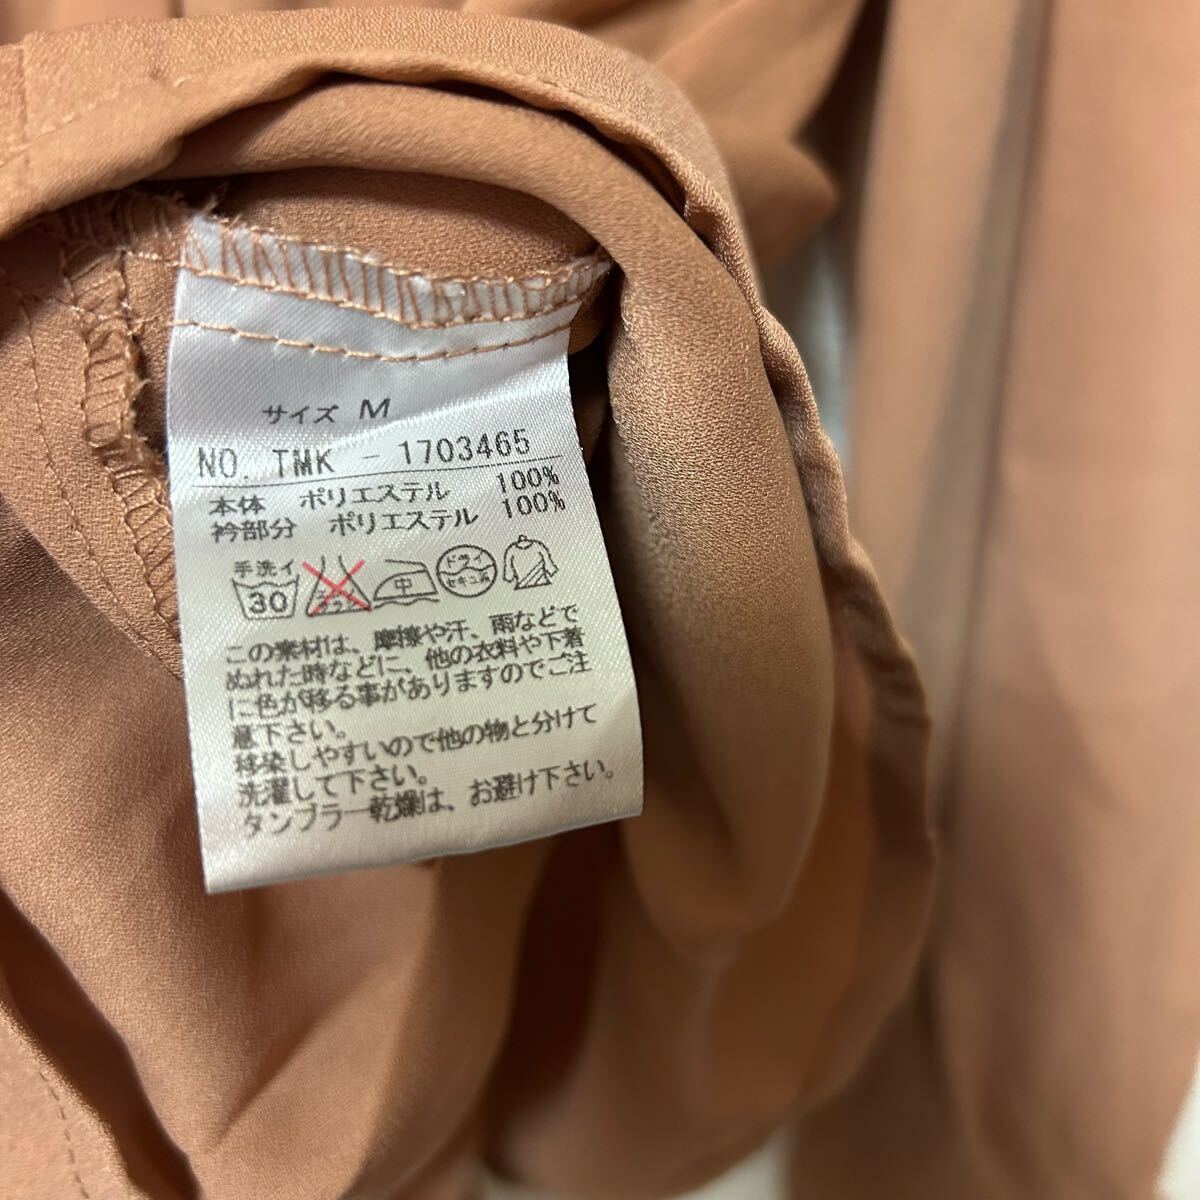 サイズ M
NO. TMK - 1703465
本体 ポリエステル 100%
衿部分 ポリエステル 100%
手洗イ
30
中
ドライ
セキユ系
この素材は、摩擦や汗、雨などで
ぬれた時などに、他の衣料や下着
に色が移る事がありますのでご注
意下さい。
移染しやすいので他の物と分けて
洗濯して下さい。
タンブラー乾燥は、お避け下さい。